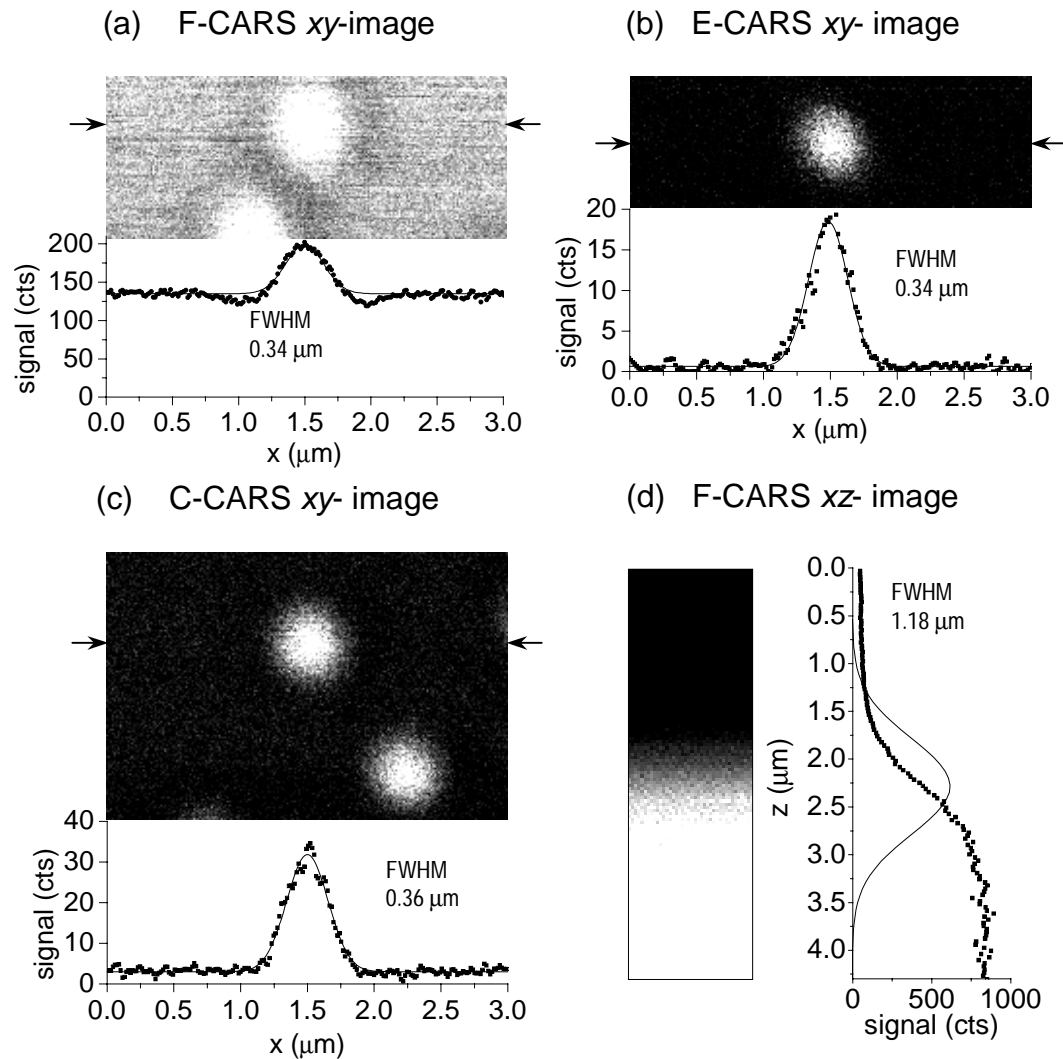 (a) F-CARS xy-image
200
150
100
50
0
signal (cts)
FWHM
0.34 μm
0.0 0.5 1.0 1.5 2.0 2.5 3.0
x (μm)
(b) E-CARS xy- image
20
15
10
5
0
signal (cts)
FWHM
0.34 μm
0.0 0.5 1.0 1.5 2.0 2.5 3.0
x (μm)
(c) C-CARS xy- image
40
30
20
10
0
signal (cts)
FWHM
0.36 μm
0.0 0.5 1.0 1.5 2.0 2.5 3.0
x (μm)
(d) F-CARS xz- image
0.0
0.5
1.0
1.5
2.0
2.5
3.0
3.5
4.0
z (μm)
FWHM
1.18 μm
0 500 1000
signal (cts)